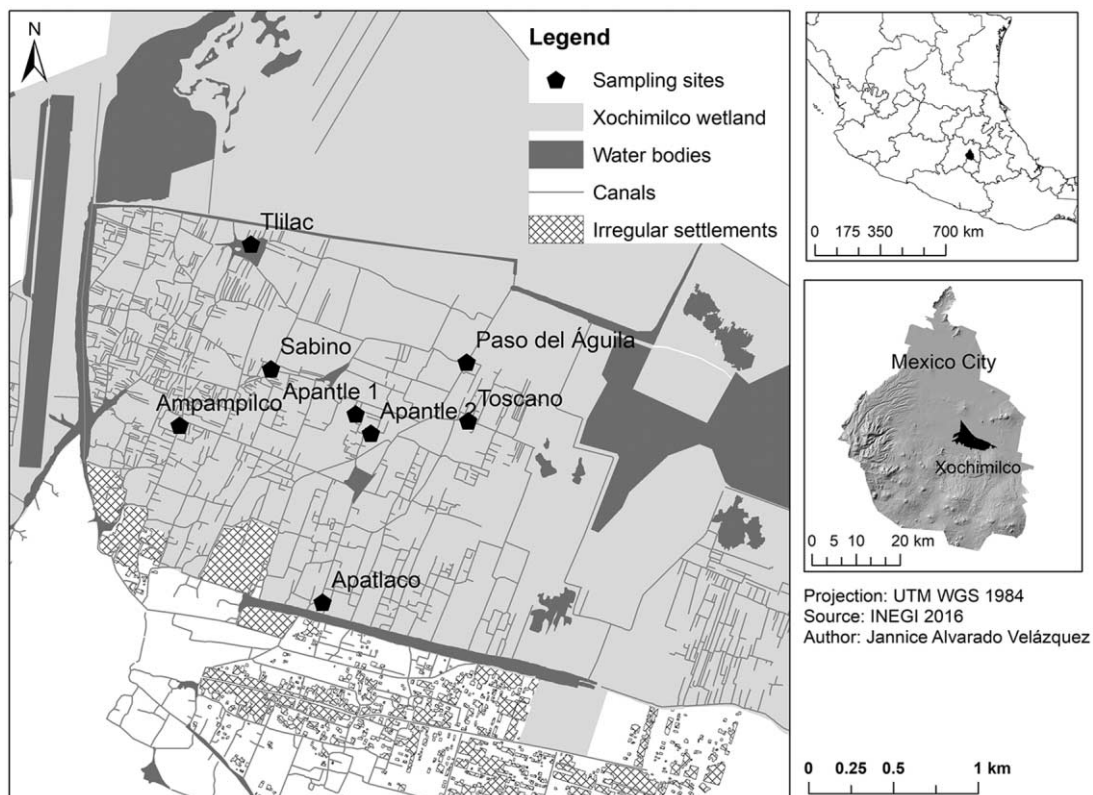 N
Legend
Sampling sites
Xochimilco wetland
Water bodies
Canals
Irregular settlements
Tlilac
Sabino
Paso del Águila
Apantle 1
Ampampilco
Apantle 2
Toscano
Apatlaco
0 175 350 700 km
Mexico City
Xochimilco
0 5 10 20 km
Projection: UTM WGS 1984
Source: INEGI 2016
Author: Jannice Alvarado Velázquez
0 0.25 0.5 1 km